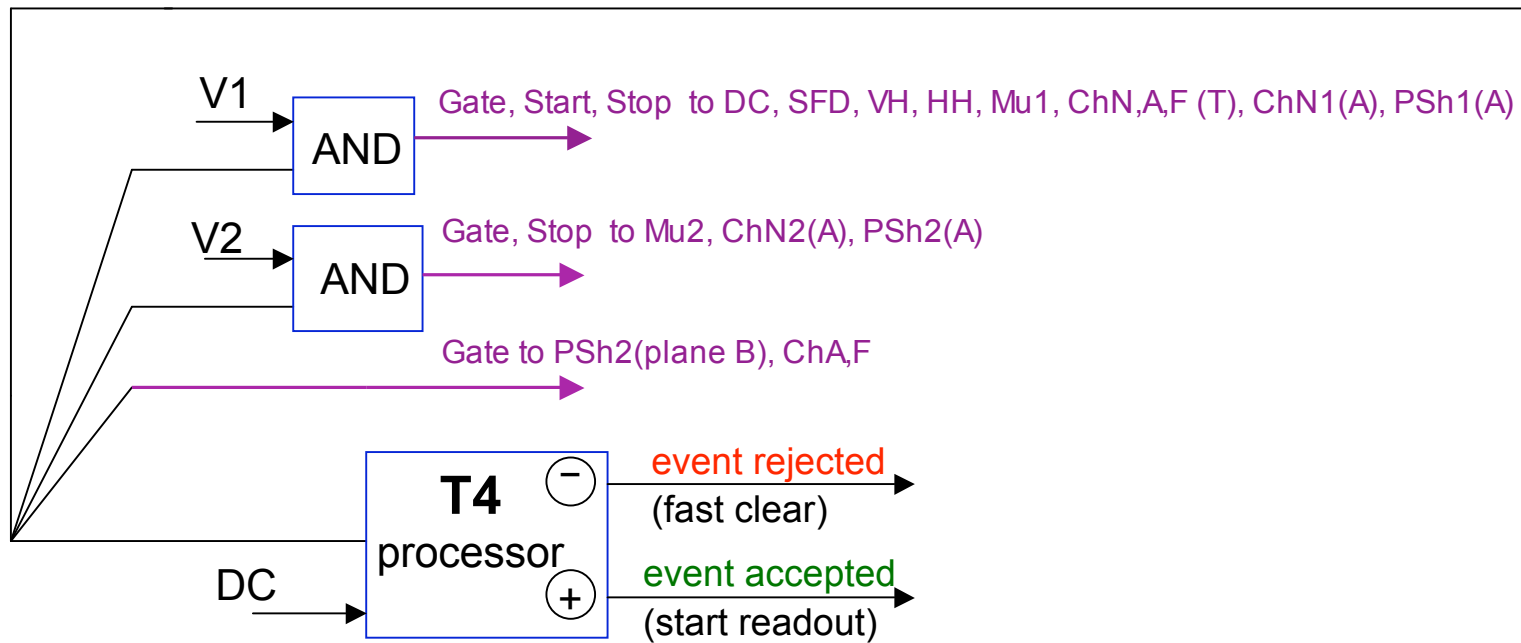 V1
AND
Gate, Start, Stop to DC, SFD, VH, HH, Mu1, ChN,A,F (T), ChN1(A), PSh1(A)
V2
AND
Gate, Stop to Mu2, ChN2(A), PSh2(A)
Gate to PSh2(plane B), ChA,F
T4
processor
DC
−
event rejected
(fast clear)
+
event accepted
(start readout)